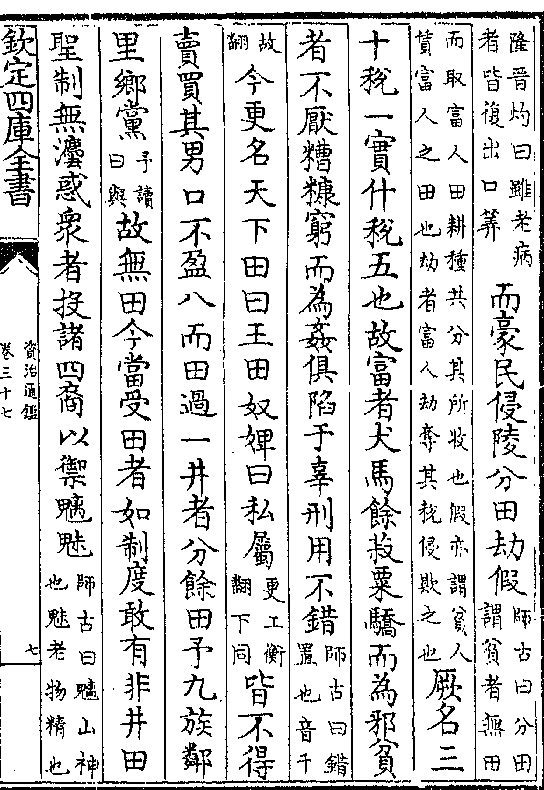 隆晉灼曰雖老病者皆復出口筭而豪民侵陵分田劫假師古曰分田謂貧者無田
而取富人田耕種共分其所收也假亦謂貧人賃富人之田也劫者富人劫奪其稅侵欺之也厥名三
十稅一實什稅五也故富者犬馬餘菽粟驕而為邪貧
者不厭糟糠窮而為姦俱陷于辜刑用不錯師古曰錯置也音千
故翻今更名天下田曰王田奴婢曰私屬更工衡翻下同皆不得
賣買其男口不盈八而田過一井者分餘田予九族鄰
里鄉黨予讀曰與故無田今當受田者如制度敢有非井田
聖制無灋惑衆者投諸四裔以禦魑魅師古曰魑山神也魅老物精也
欽定四庫全書
資治通鑑
卷三十七
七